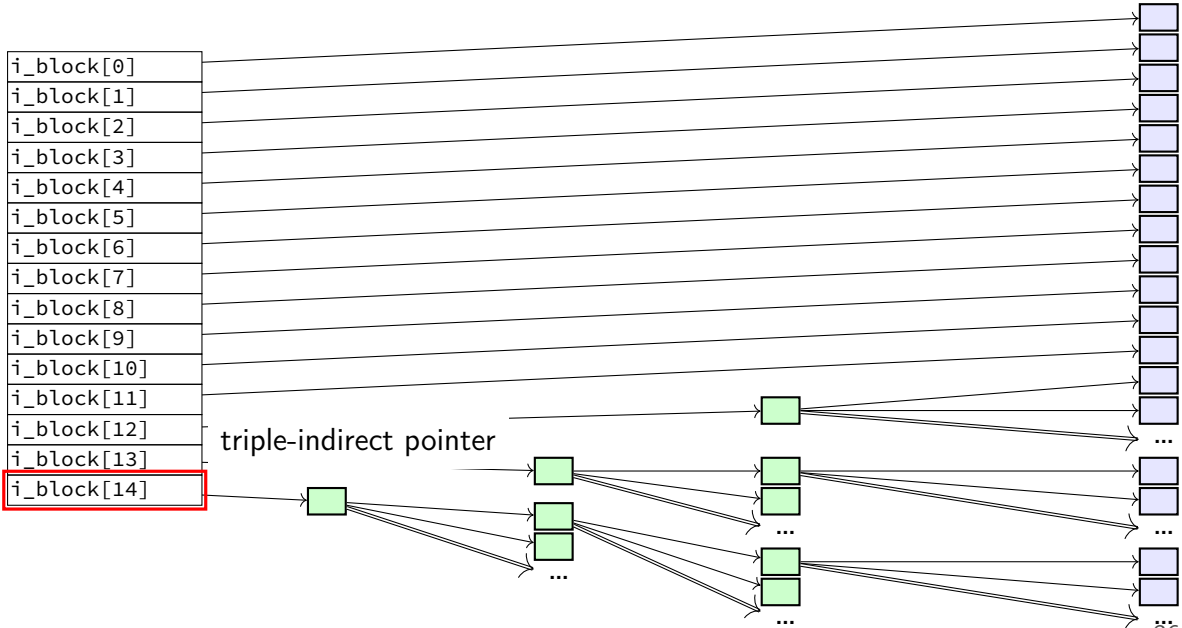 i_block[0]
i_block[1]
i_block[2]
i_block[3]
i_block[4]
i_block[5]
i_block[6]
i_block[7]
i_block[8]
i_block[9]
i_block[10]
i_block[11]
i_block[12]
i_block[13]
i_block[14]
triple-indirect pointer
...
...
...
...
...
...